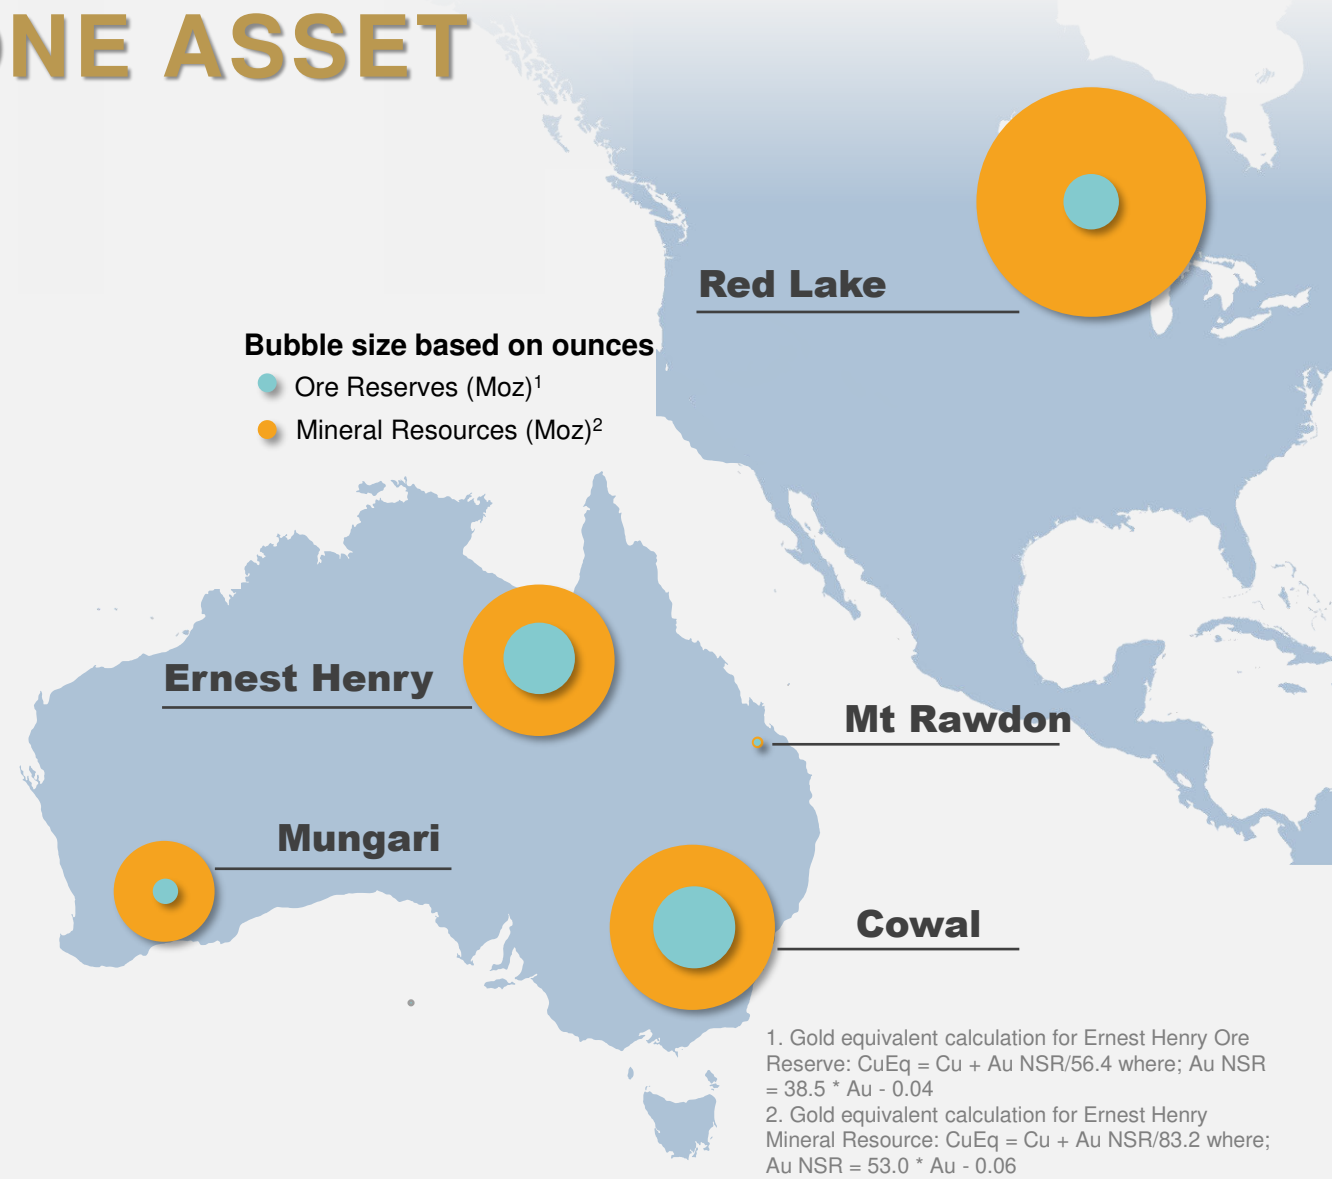 ONE ASSET
Red Lake
Bubble size based on ounces
Ore Reserves (Moz)1
Mineral Resources (Moz)2
Ernest Henry
Mt Rawdon
Mungari
Cowal
1. Gold equivalent calculation for Ernest Henry Ore
Reserve: CuEq = Cu + Au NSR/56.4 where; Au NSR
= 38.5 * Au - 0.04
2. Gold equivalent calculation for Ernest Henry
Mineral Resource: CuEq = Cu + Au NSR/83.2 where;
Au NSR = 53.0 * Au - 0.06